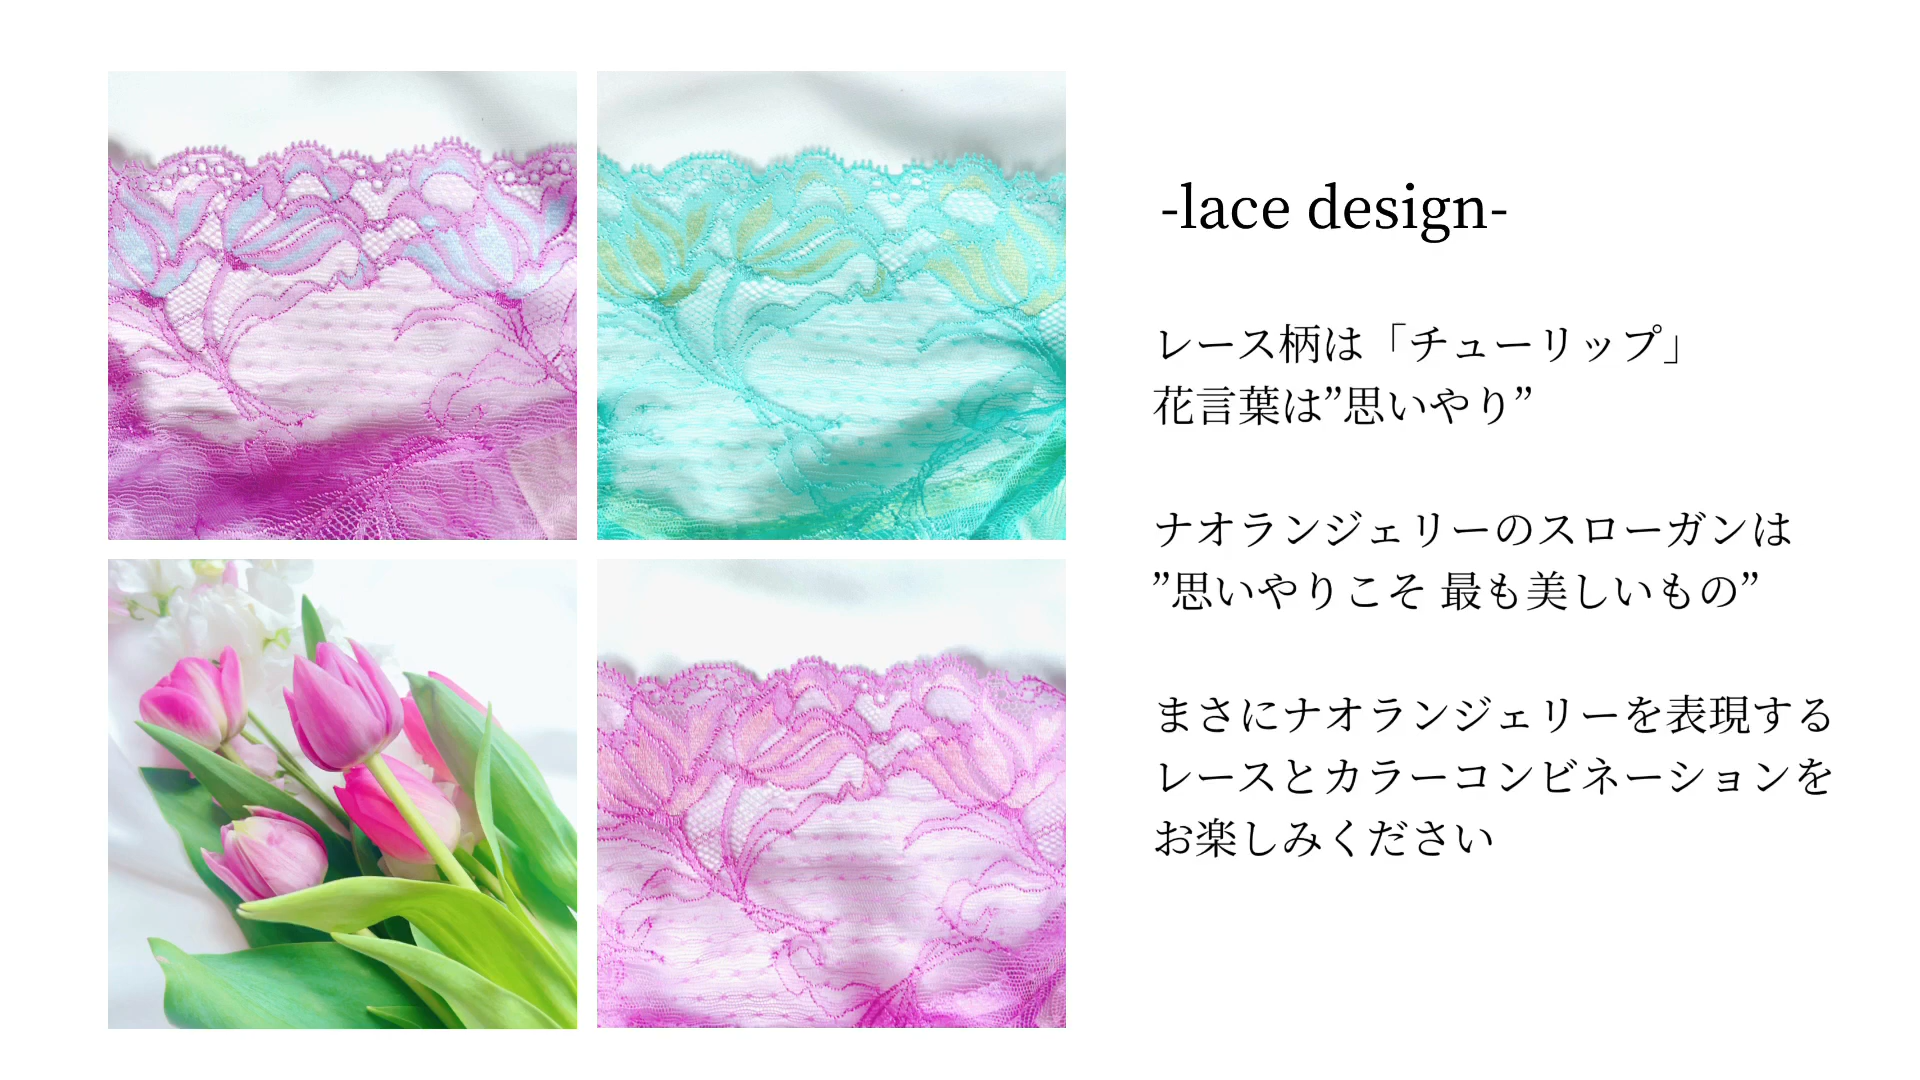 -lace design-
レース柄は「チューリップ」
花言葉は”思いやり”
ナオランジェリーのスローガンは
”思いやりこそ 最も美しいもの”
まさにナオランジェリーを表現する
レースとカラーコンビネーションを
お楽しみください